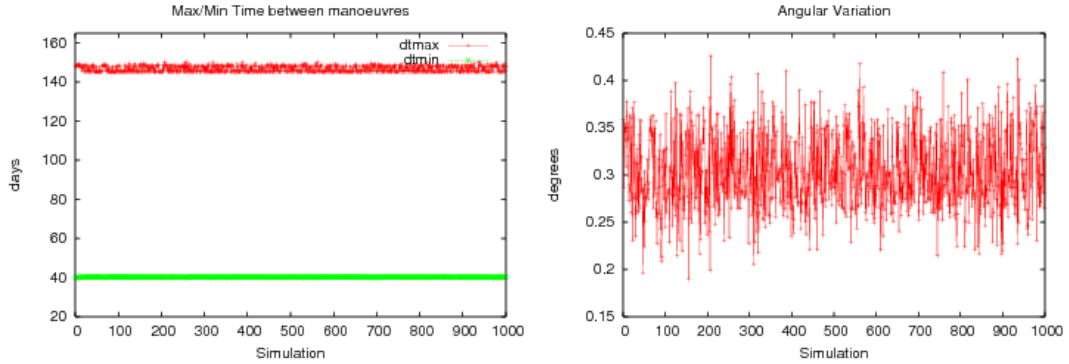 Max/Min Time between manoeuvres
160
140
120
100
80
60
40
20
days
dtmax
dtmin
0 100 200 300 400 500 600 700 800 900 1000
Simulation
Angular Variation
0.45
0.4
0.35
0.3
0.25
0.2
0.15
degrees
0 100 200 300 400 500 600 700 800 900 1000
Simulation